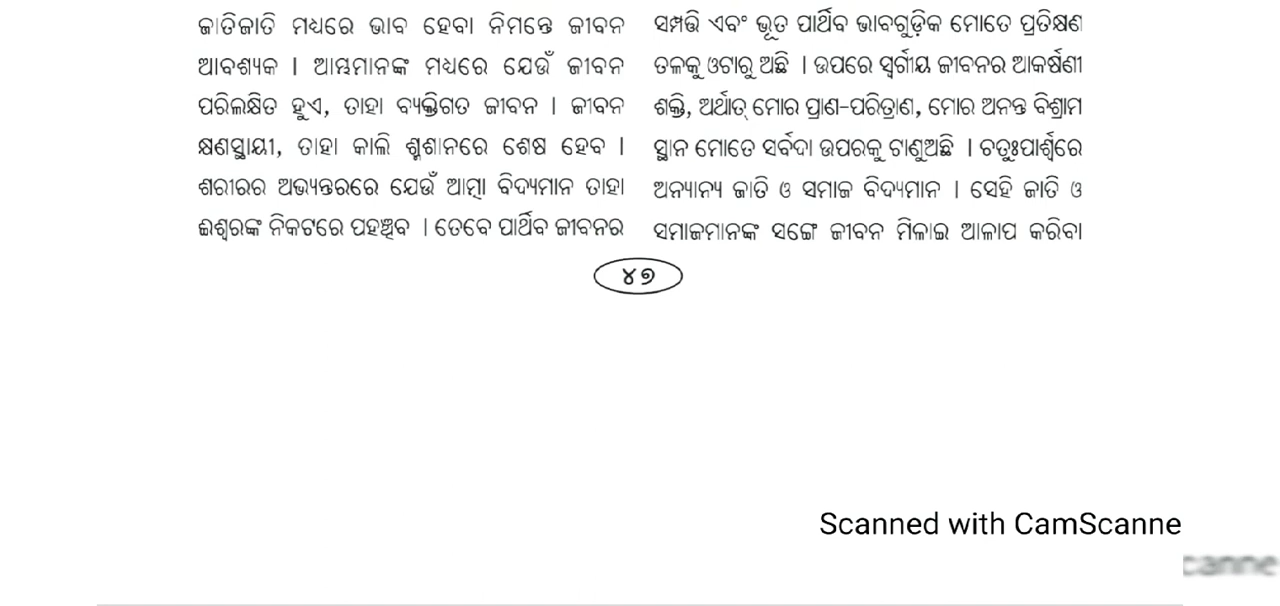 ଜାତିଜାତି ମଧ୍ୟରେ ଭାବ ହେବା ନିମନ୍ତେ ଜୀବନ
ଆବଶ୍ୟକ । ଆମ୍ଭମାନଙ୍କ ମଧ୍ୟରେ ଯେଉଁ ଜୀବନ
ପରିଲକ୍ଷିତ ହୁଏ, ତାହା ବ୍ୟକ୍ତିଗତ ଜୀବନ । ଜୀବନ
କ୍ଷଣସ୍ଥାୟୀ, ତାହା କାଲି ଶ୍ମଶାନରେ ଶେଷ ହେବ ।
ଶରୀରର ଅଭ୍ୟନ୍ତରରେ ଯେଉଁ ଆତ୍ମା ବିଦ୍ୟମାନ ତାହା
ଈଶ୍ୱରଙ୍କ ନିକଟରେ ପହଞ୍ଚିବ । ତେବେ ପାର୍ଥିବ ଜୀବନର
ସମ୍ପତ୍ତି ଏବଂ ଭୂତ ପାର୍ଥିବ ଭାବଗୁଡ଼ିକ ମୋତେ ପ୍ରତିକ୍ଷଣ
ତଳକୁ ଓଟାରୁ ଅଛି । ଉପରେ ସ୍ୱର୍ଗୀୟ ଜୀବନର ଆକର୍ଷଣୀ
ଶକ୍ତି, ଅର୍ଥାତ୍ ମୋର ପ୍ରାଣ-ପରିତ୍ରାଣ, ମୋର ଅନନ୍ତ ବିଶ୍ରାମ
ସ୍ଥାନ ମୋତେ ସର୍ବଦା ଉପରକୁ ଟାଣୁଅଛି । ଚତୁଃପାର୍ଶ୍ୱରେ
ଅନ୍ୟାନ୍ୟ ଜାତି ଓ ସମାଜ ବିଦ୍ୟମାନ । ସେହି ଜାତି ଓ
ସମାଜମାନଙ୍କ ସଙ୍ଗେ ଜୀବନ ମିଳାଇ ଆଳାପ କରିବା
୪୭
Scanned with CamScanne
canne